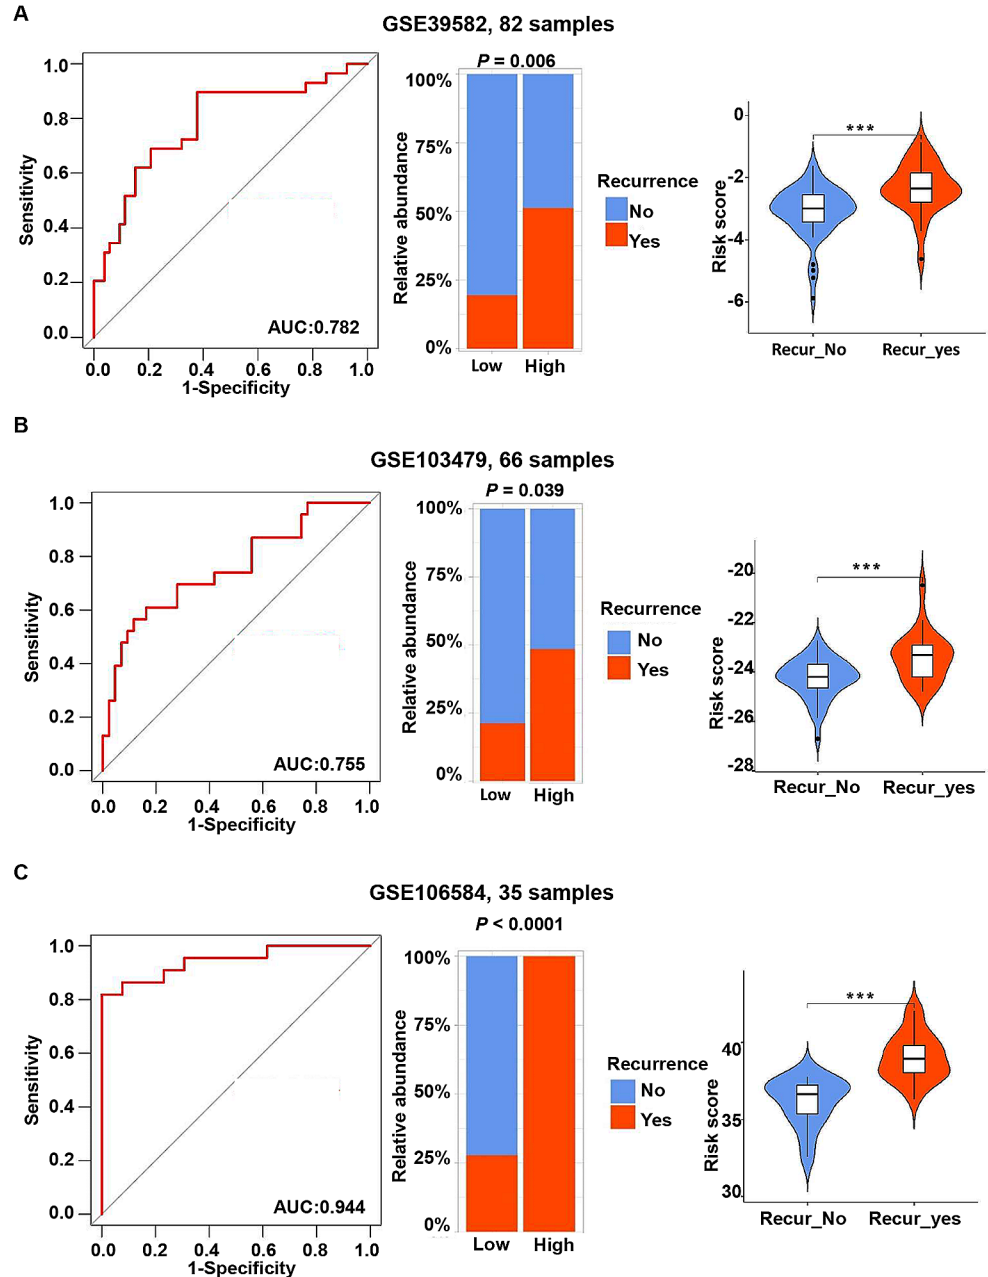 A
GSE39582, 82 samples
1.0
0.8
0.6
0.4
0.2
0.0
Sensitivity
AUC:0.782
0.0 0.2 0.4 0.6 0.8 1.0
1-Specificity
P = 0.006
100%
75%
50%
25%
0%
Relative abundance
Low High
Recurrence
No
Yes
0
-2
-4
-6
Risk score
***
Recur_No Recur_yes
B
GSE103479, 66 samples
1.0
0.8
0.6
0.4
0.2
0.0
Sensitivity
AUC:0.755
0.0 0.2 0.4 0.6 0.8 1.0
1-Specificity
P = 0.039
100%
75%
50%
25%
0%
Relative abundance
Low High
Recurrence
No
Yes
-20
-22
-24
-26
-28
Risk score
***
Recur_No Recur_yes
C
GSE106584, 35 samples
1.0
0.8
0.6
0.4
0.2
0.0
Sensitivity
AUC:0.944
0.0 0.2 0.4 0.6 0.8 1.0
1-Specificity
P < 0.0001
100%
75%
50%
25%
0%
Relative abundance
Low High
Recurrence
No
Yes
40
35
30
Risk score
***
Recur_No Recur_yes